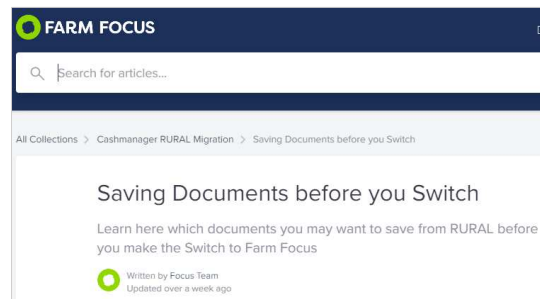 FARM FOCUS
Search for articles...
All Collections > Cashmanager RURAL Migration > Saving Documents before you Switch
Saving Documents before you Switch
Learn here which documents you may want to save from RURAL before
you make the Switch to Farm Focus
Written by Focus Team
Updated over a week ago